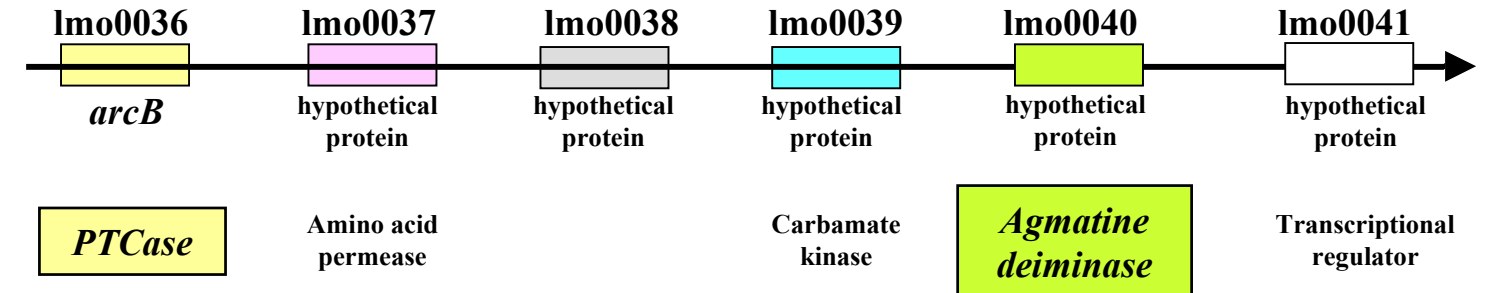 lmo0036 lmo0037 lmo0038 lmo0039 lmo0040 lmo0041
arcB hypothetical hypothetical hypothetical hypothetical hypothetical
protein protein protein protein protein
PTCase Amino acid Carbamate Agmatine Transcriptional
permease kinase deiminase regulator